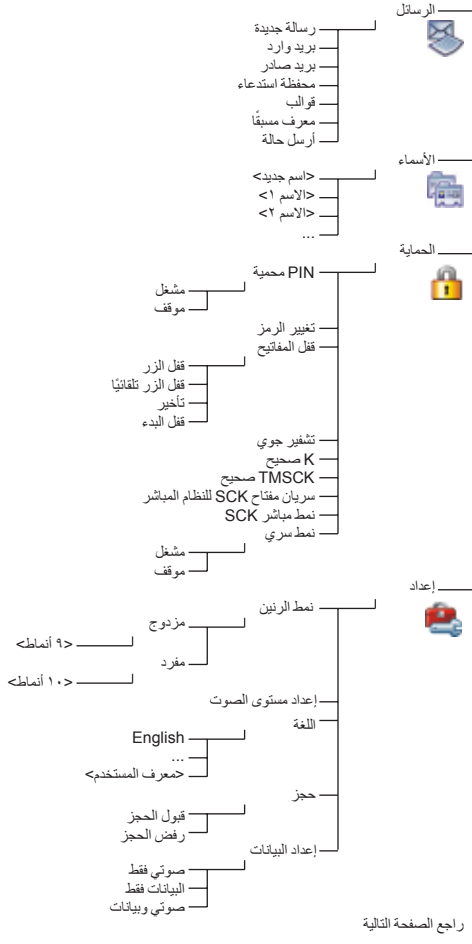 الرسائل
رسالة جديدة
بريد وارد
بريد صادر
محفظة استدعاء
قوالب
معرف مسبقًا
أرسل حالة
الأسماء
<اسم جديد>
<الاسم ١>
<الاسم ٢>
...
الحماية
PIN محمية
مشغل
موقف
تغيير الرمز
قفل المفاتيح
قفل الزر
قفل الزر تلقائيًا
تأخير
قفل البدء
تشفير جوي
K صحيح
TMSCK صحيح
سريان مفتاح SCK للنظام المباشر
نمط مباشر SCK
نمط سري
مشغل
موقف
إعداد
نمط الرنين
مزدوج
<٩ أنماط>
مفرد
<١٠ أنماط>
إعداد مستوى الصوت
اللغة
English
...
<معرف المستخدم>
حجز
قبول الحجز
رفض الحجز
إعداد البيانات
صوتي فقط
البيانات فقط
صوتي وبيانات
راجع الصفحة التالية